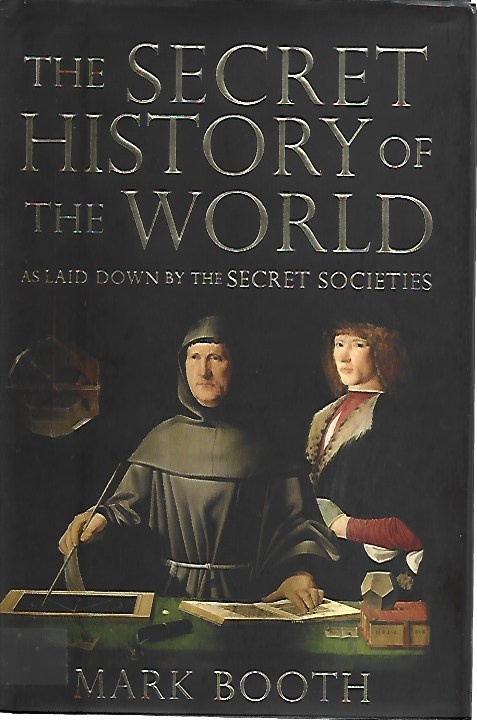 THE SECRET
HISTORY OF
THE WORLD
AS LAID DOWN BY THE SECRET SOCIETIES
MARK BOOTH